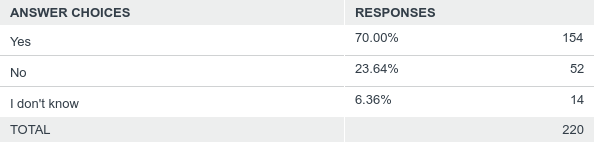 ANSWER CHOICES RESPONSES
Yes 70.00% 154
No 23.64% 52
I don't know 6.36% 14
TOTAL 220